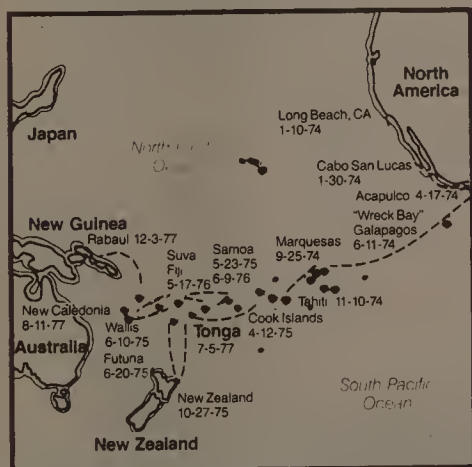 North
America
Long Beach, CA
1-10-74
Japan
North
Cabo San Lucas
1-30-74
Acapulco 4-17-74
"Wreck Bay"
Galapagos
6-11-74
New Guinea
Rabaul 12-3-77
Marquesas
9-25-74
Samoa
5-23-75
6-9-76
Suva
Fiji
5-17-76
Tahiti 11-10-74
New Caledonia
8-11-77
Cook Islands
4-12-75
Wallis
6-10-75
Tonga
7-5-77
Australia
Futuna
6-20-75
New Zealand
10-27-75
South Pacific
Ocean
New Zealand